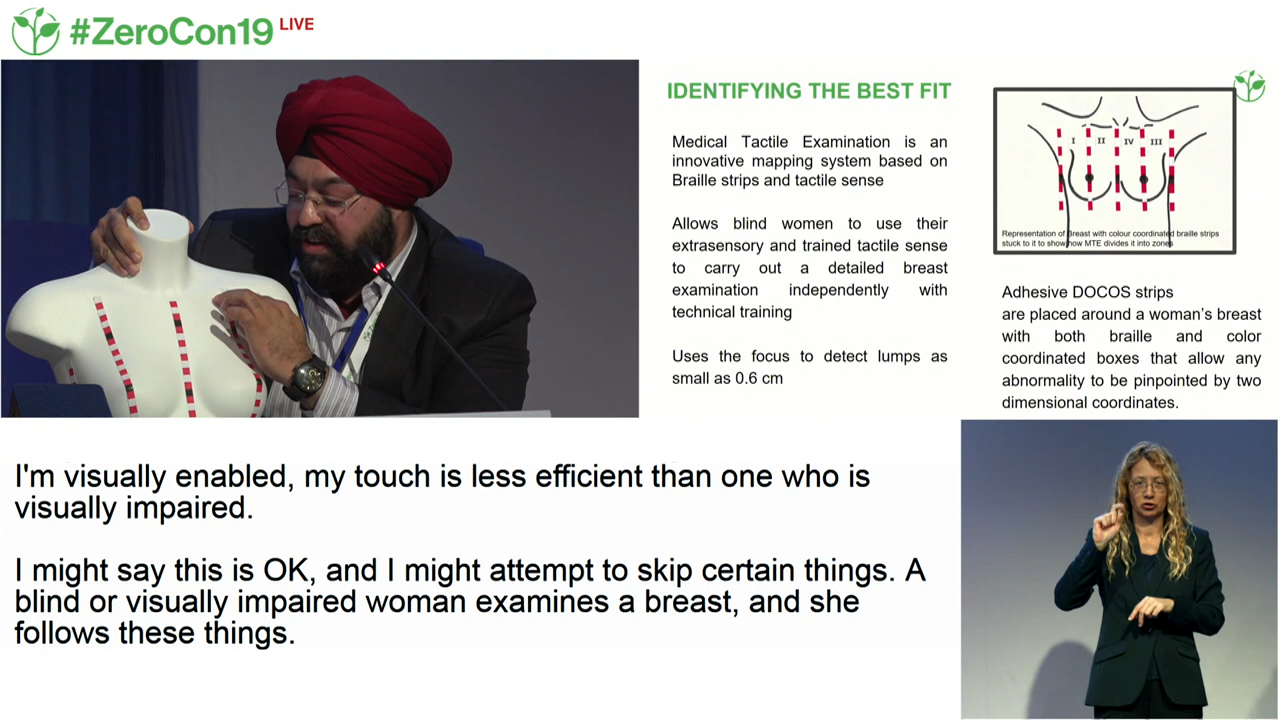 #ZeroCon19 LIVE
IDENTIFYING THE BEST FIT
Medical Tactile Examination is an
innovative mapping system based on
Braille strips and tactile sense
Allows blind women to use their
extrasensory and trained tactile sense
to carry out a detailed breast
examination independently with
technical training
Uses the focus to detect lumps as
small as 0.6 cm
I II IV III
Representation of Breast with colour coordinated braille strips
stuck to it to show how MTE divides it into zones
Adhesive DOCOS strips
are placed around a woman's breast
with both braille and color
coordinated boxes that allow any
abnormality to be pinpointed by two
dimensional coordinates.
I'm visually enabled, my touch is less efficient than one who is
visually impaired.
I might say this is OK, and I might attempt to skip certain things. A
blind or visually impaired woman examines a breast, and she
follows these things.